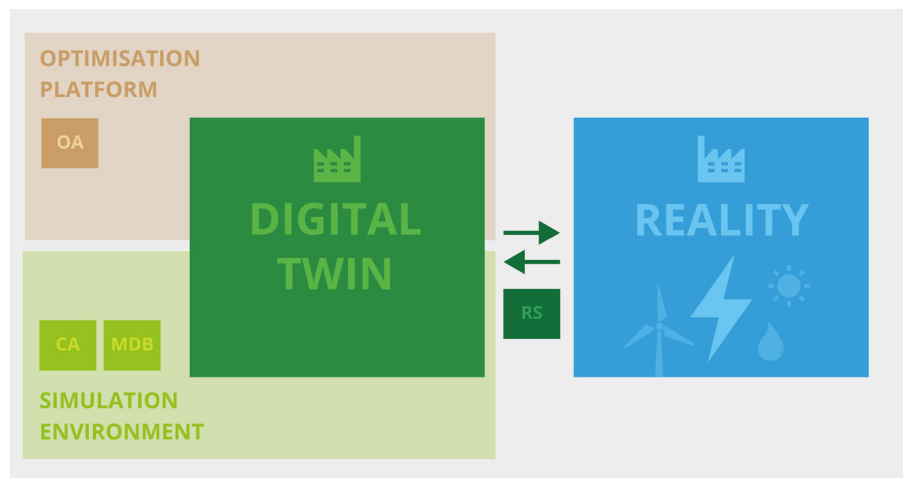 OPTIMISATION
PLATFORM
OA
DIGITAL
TWIN
REALITY
RS
CA
MDB
SIMULATION
ENVIRONMENT